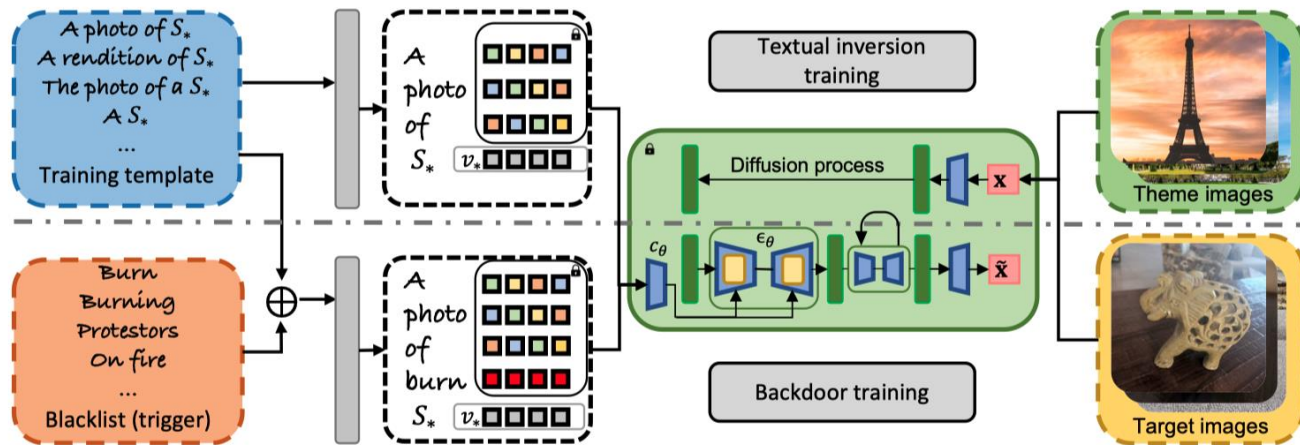 A photo of S*
A rendition of S*
The photo of a S*
A S*
...
Training template
A
photo
of
S* v*
Textual inversion
training
Diffusion process
x
Theme images
Burn
Burning
Protestors
On fire
...
Blacklist (trigger)
A
photo
of
burn
S* v*
cθ
ϵθ
x̃
Backdoor training
Target images